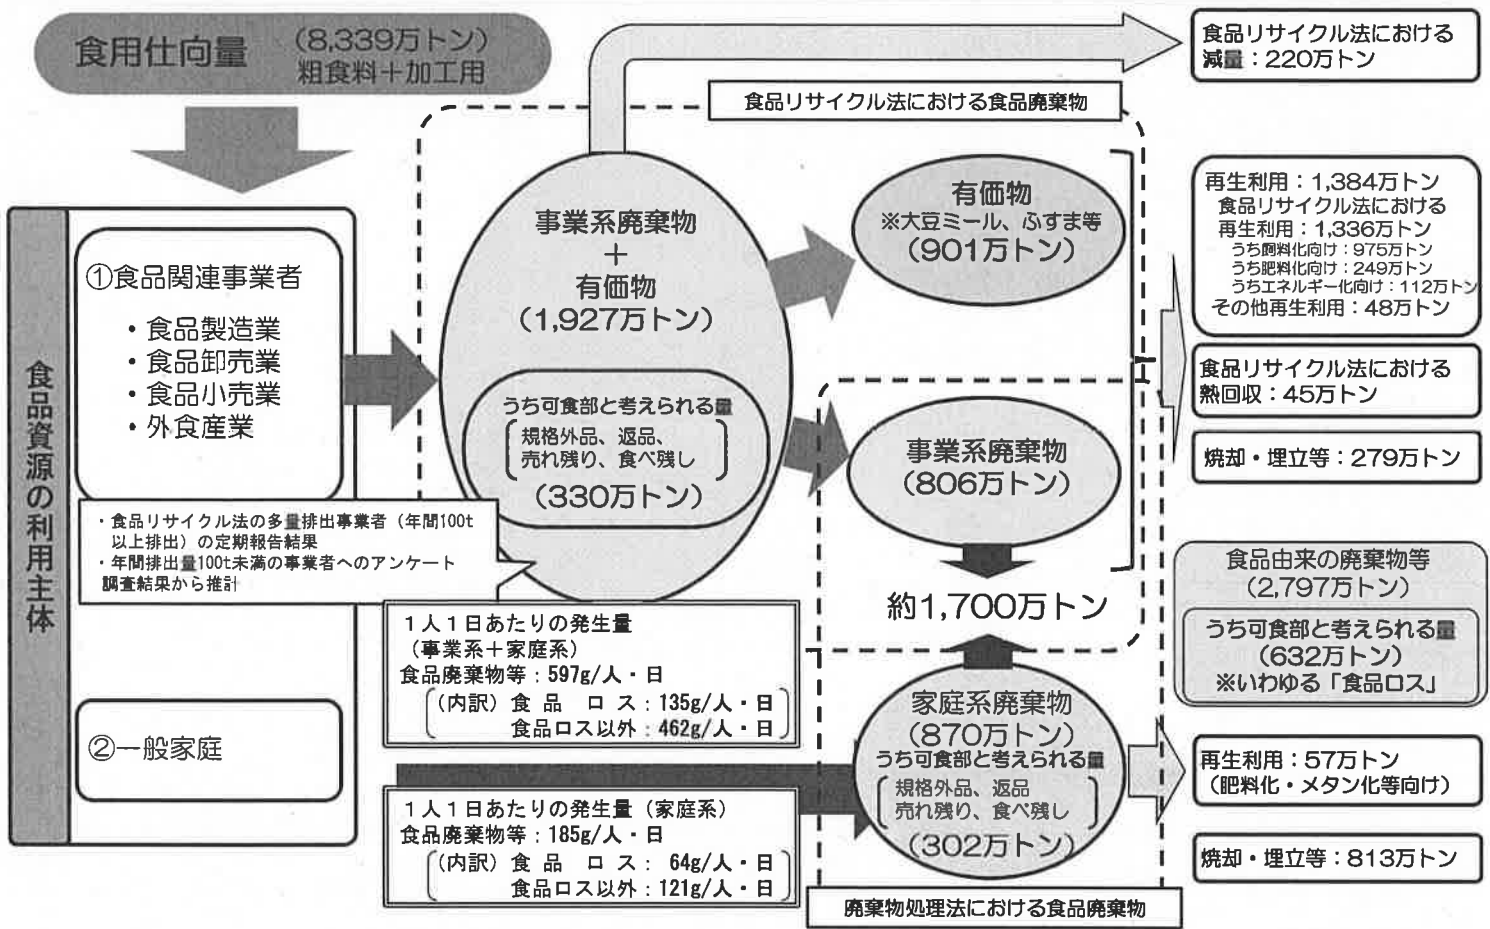 食用仕向量
(8,339万トン)
粗食料＋加工用
食品リサイクル法における
減量：220万トン
食品リサイクル法における食品廃棄物
食品資源の利用主体
①食品関連事業者
・食品製造業
・食品卸売業
・食品小売業
・外食産業
・食品リサイクル法の多量排出事業者（年間100t
以上排出）の定期報告結果
・年間排出量100t未満の事業者へのアンケート
調査結果から推計
②一般家庭
事業系廃棄物
＋
有価物
（1,927万トン）
うち可食部と考えられる量
規格外品、返品、
売れ残り、食べ残し
（330万トン）
有価物
※大豆ミール、ふすま等
（901万トン）
事業系廃棄物
（806万トン）
約1,700万トン
家庭系廃棄物
（870万トン）
うち可食部と考えられる量
規格外品、返品
売れ残り、食べ残し
（302万トン）
1人1日あたりの発生量
（事業系＋家庭系）
食品廃棄物等：597g/人・日
（内訳）食品　ロス：135g/人・日
食品ロス以外：462g/人・日
1人1日あたりの発生量（家庭系）
食品廃棄物等：185g/人・日
（内訳）食品　ロス：64g/人・日
食品ロス以外：121g/人・日
廃棄物処理法における食品廃棄物
再生利用：1,384万トン
食品リサイクル法における
再生利用：1,336万トン
うち飼料化向け：975万トン
うち肥料化向け：249万トン
うちエネルギー化向け：112万トン
その他再生利用：48万トン
食品リサイクル法における
熱回収：45万トン
焼却・埋立等：279万トン
食品由来の廃棄物等
（2,797万トン）
うち可食部と考えられる量
（632万トン）
※いわゆる「食品ロス」
再生利用：57万トン
（肥料化・メタン化等向け）
焼却・埋立等：813万トン